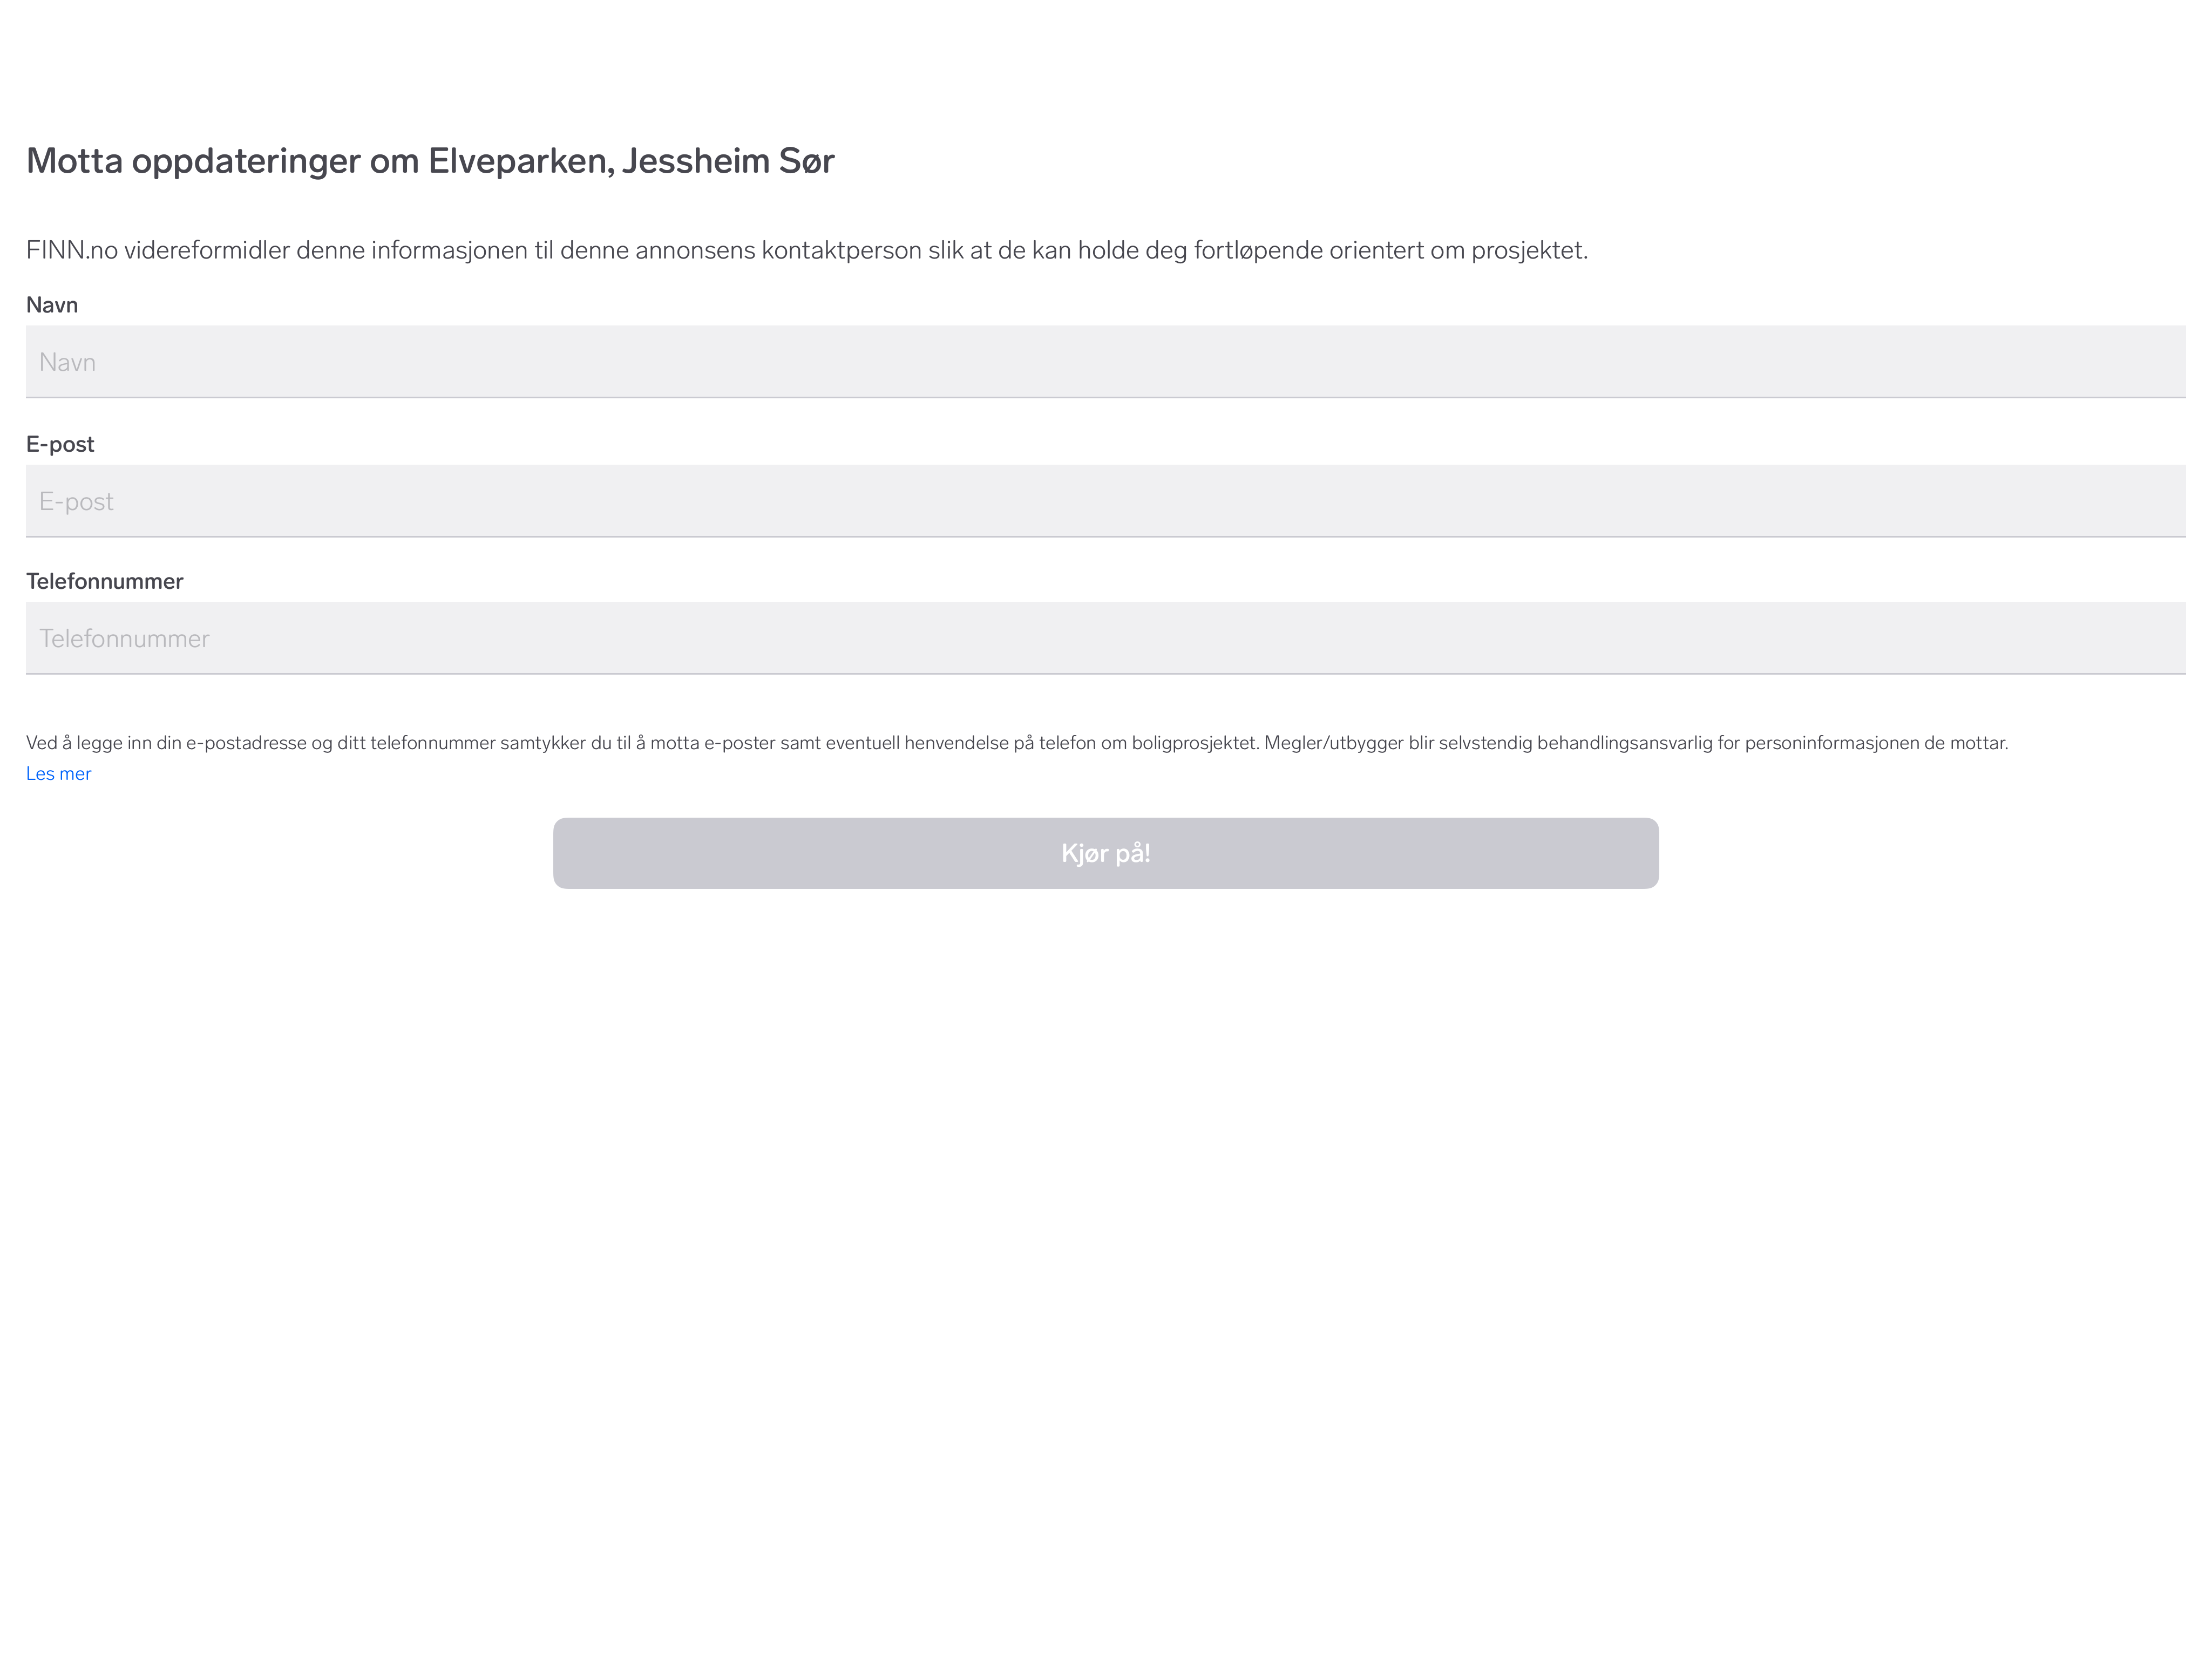 Motta oppdateringer om Elveparken, Jessheim Sør
FINN.no videreformidler denne informasjonen til denne annonsens kontaktperson slik at de kan holde deg fortløpende orientert om prosjektet.
Navn
Navn
E-post
E-post
Telefonnummer
Telefonnummer
Ved å legge inn din e-postadresse og ditt telefonnummer samtykker du til å motta e-poster samt eventuell henvendelse på telefon om boligprosjektet. Megler/utbygger blir selvstendig behandlingsansvarlig for personinformasjonen de mottar.
Les mer
Kjør på!